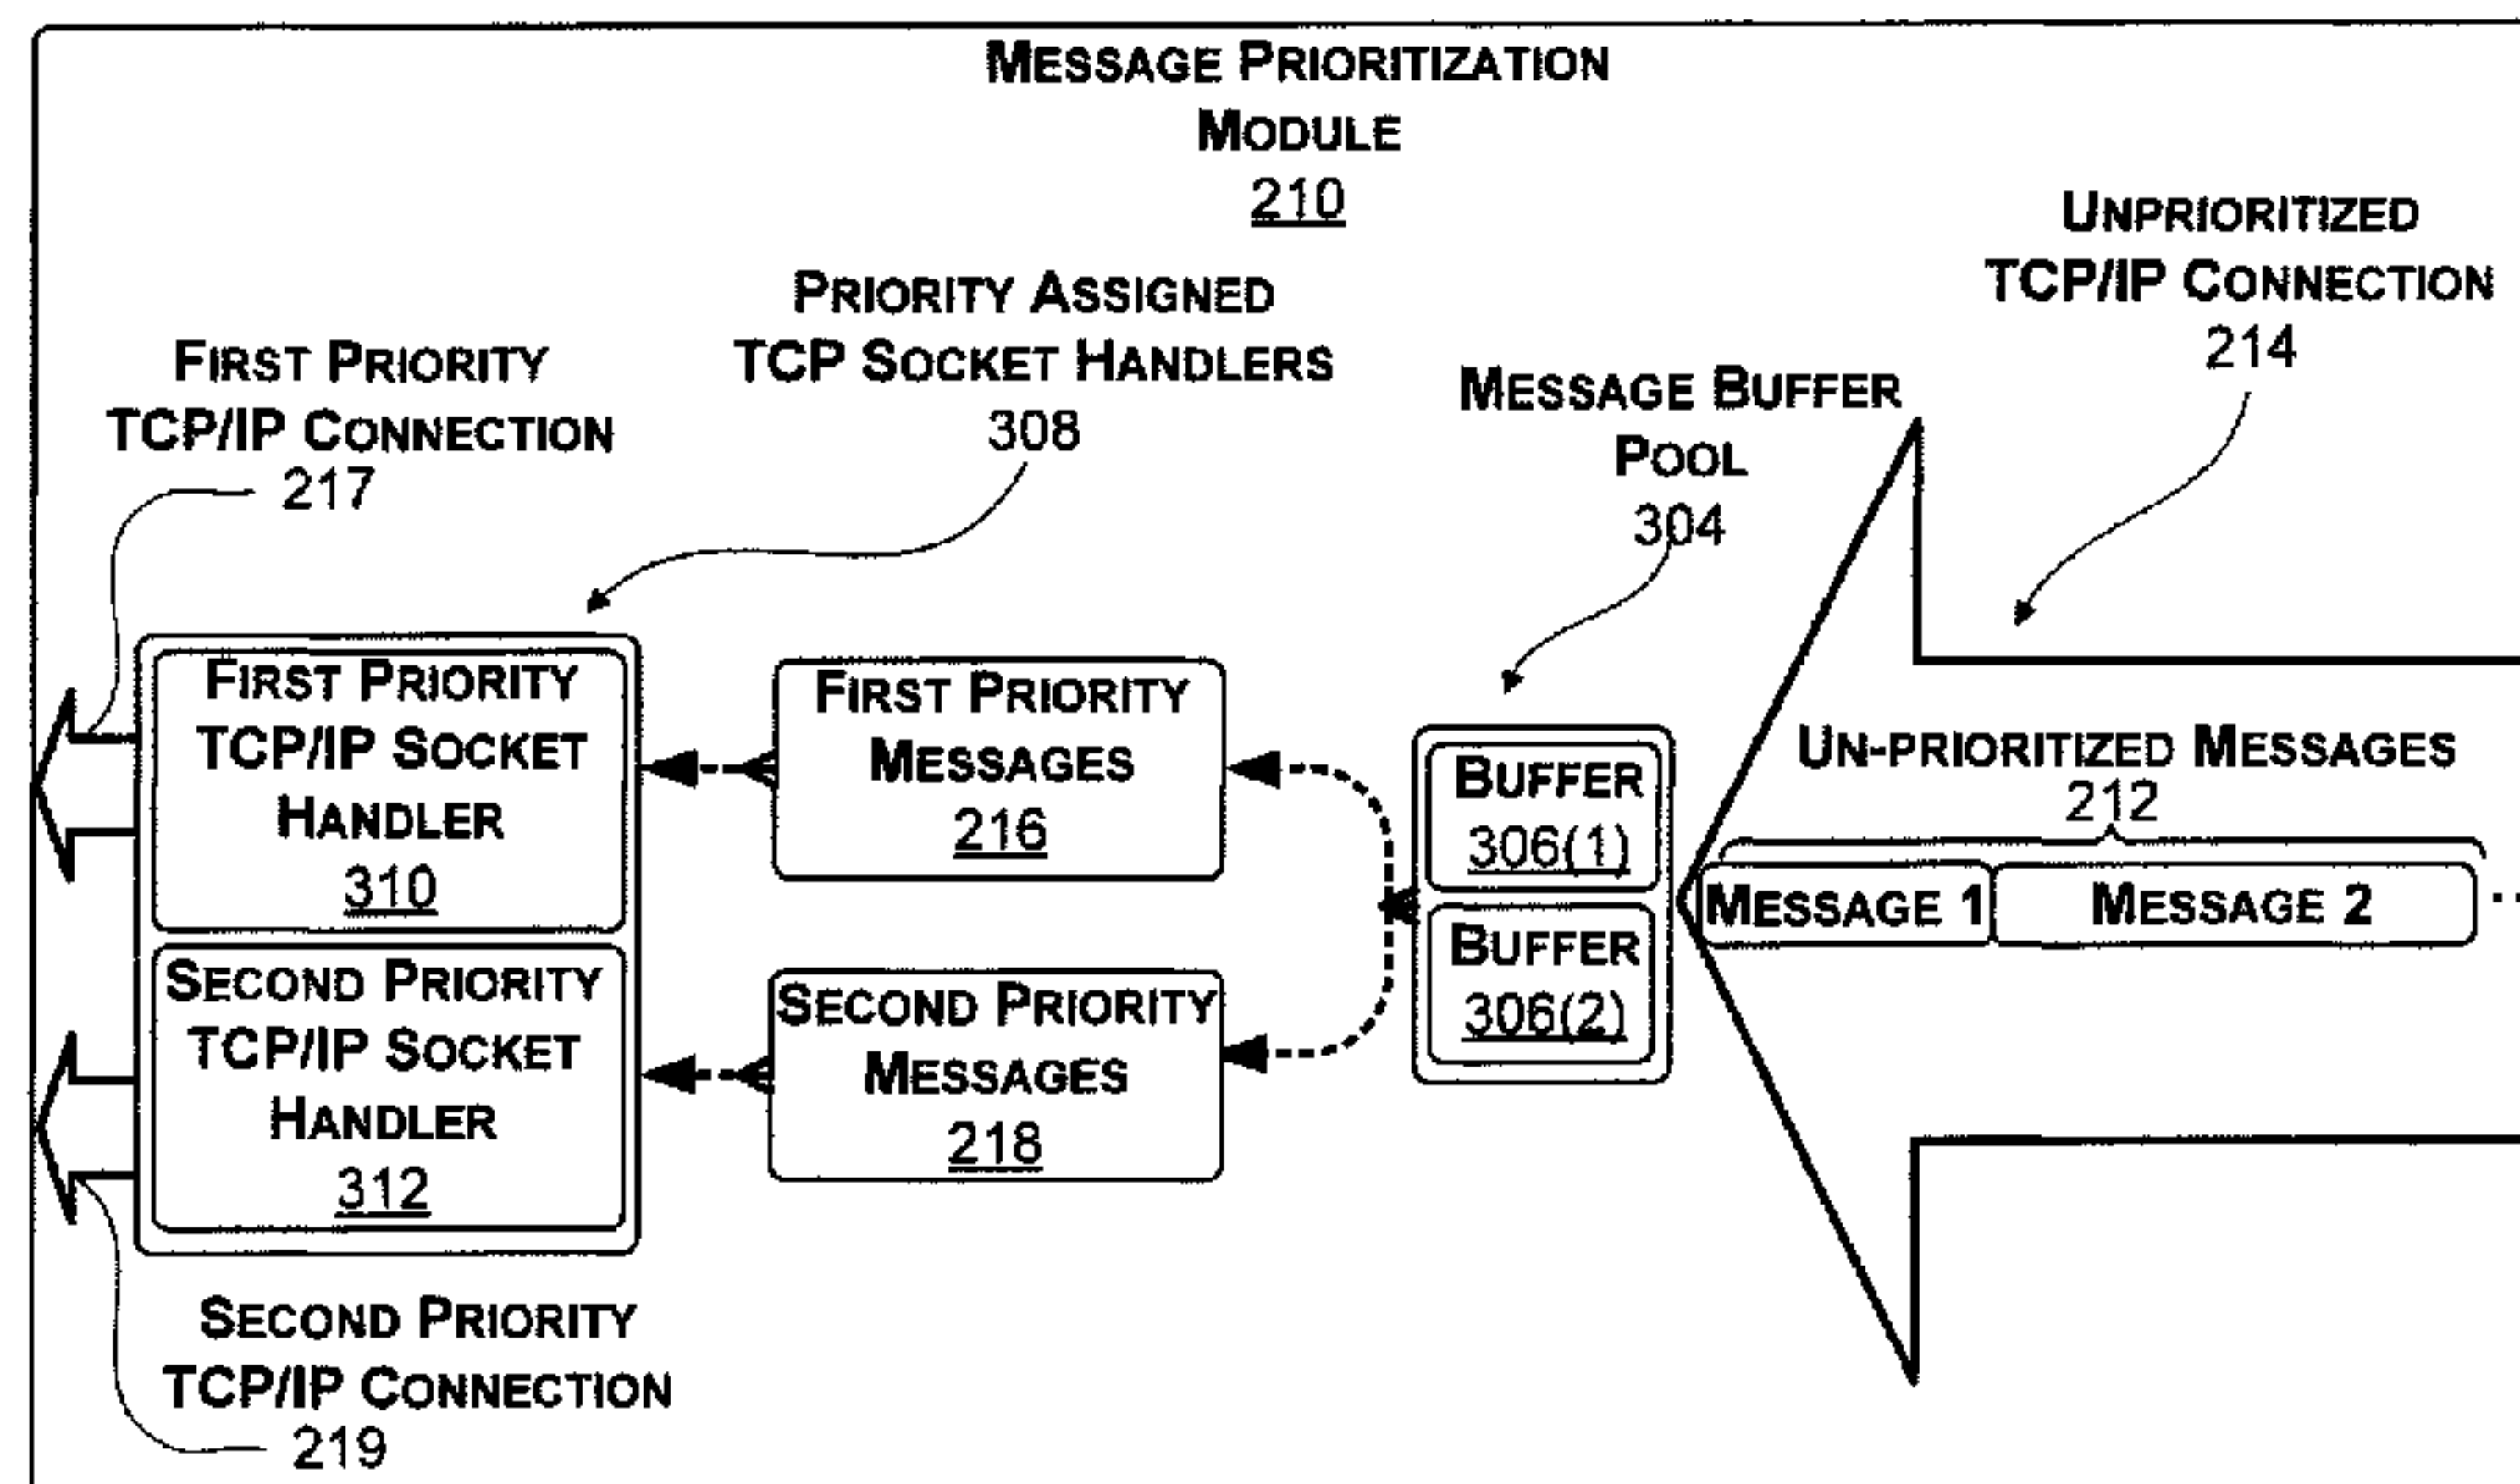 MESSAGE PRIORITIZATION
MODULE
210
UNPRIORITIZED
TCP/IP CONNECTION
214
PRIORITY ASSIGNED
TCP SOCKET HANDLERS
308
FIRST PRIORITY
TCP/IP CONNECTION
217
MESSAGE BUFFER
POOL
304
FIRST PRIORITY
TCP/IP SOCKET
HANDLER
310
FIRST PRIORITY
MESSAGES
216
BUFFER
306(1)
UN-PRIORITIZED MESSAGES
212
MESSAGE 1
MESSAGE 2
...
BUFFER
306(2)
SECOND PRIORITY
TCP/IP SOCKET
HANDLER
312
SECOND PRIORITY
MESSAGES
218
SECOND PRIORITY
TCP/IP CONNECTION
219